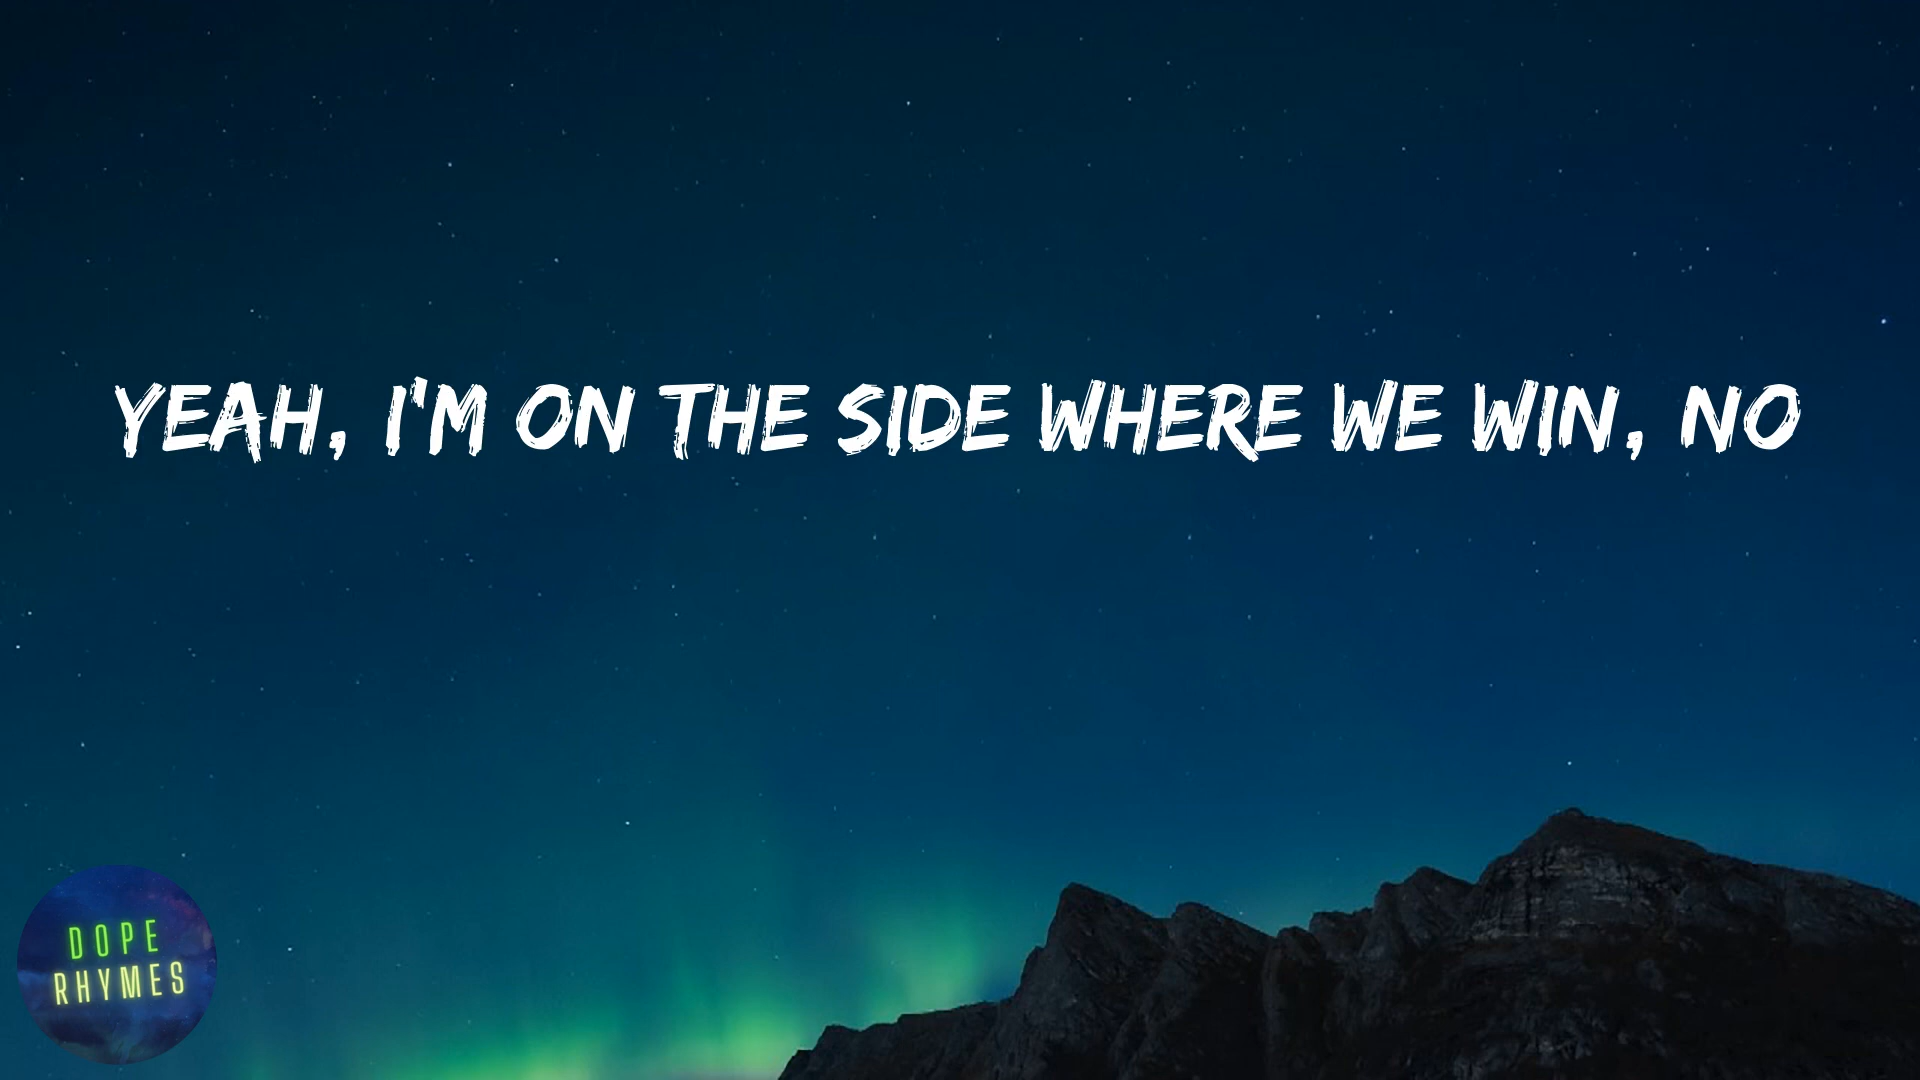 YEAH, I'M ON THE SIDE WHERE WE WIN, NO
DOPE
RHYMES